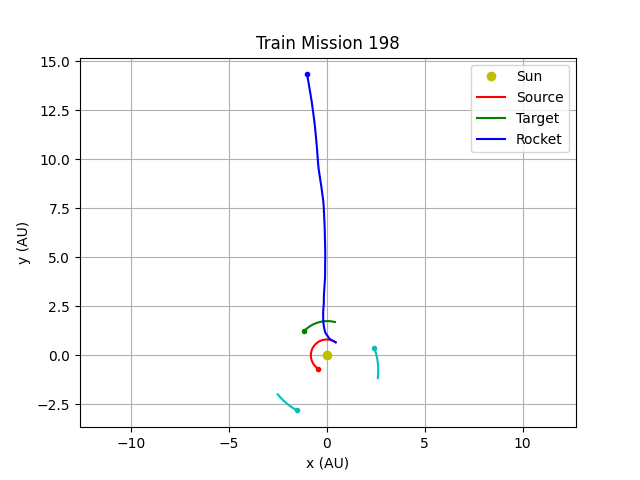 Train Mission 198
15.0
12.5
10.0
7.5
5.0
2.5
0.0
−2.5
y (AU)
−10
−5
0
5
10
x (AU)
Sun
Source
Target
Rocket